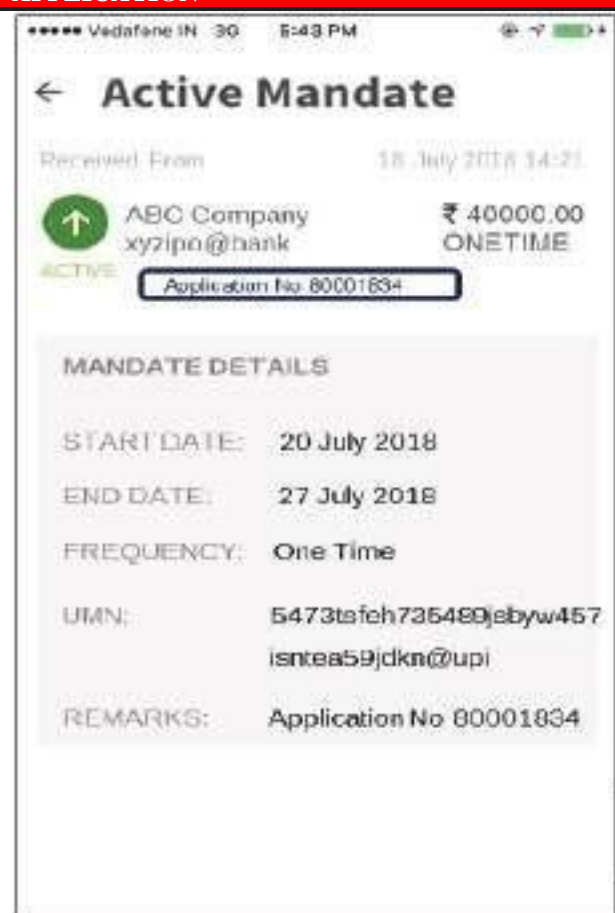 APPLICATION
Vodafone IN 3G 5:43 PM
← Active Mandate
Received From 18 July 2018 14:21
ABC Company ₹ 40000.00
xyzipo@bank ONETIME
ACTIVE
Application No 80001834
MANDATE DETAILS
START DATE: 20 July 2018
END DATE: 27 July 2018
FREQUENCY: One Time
UMN:
isntea59jdkn@upi
REMARKS: Application No 80001834